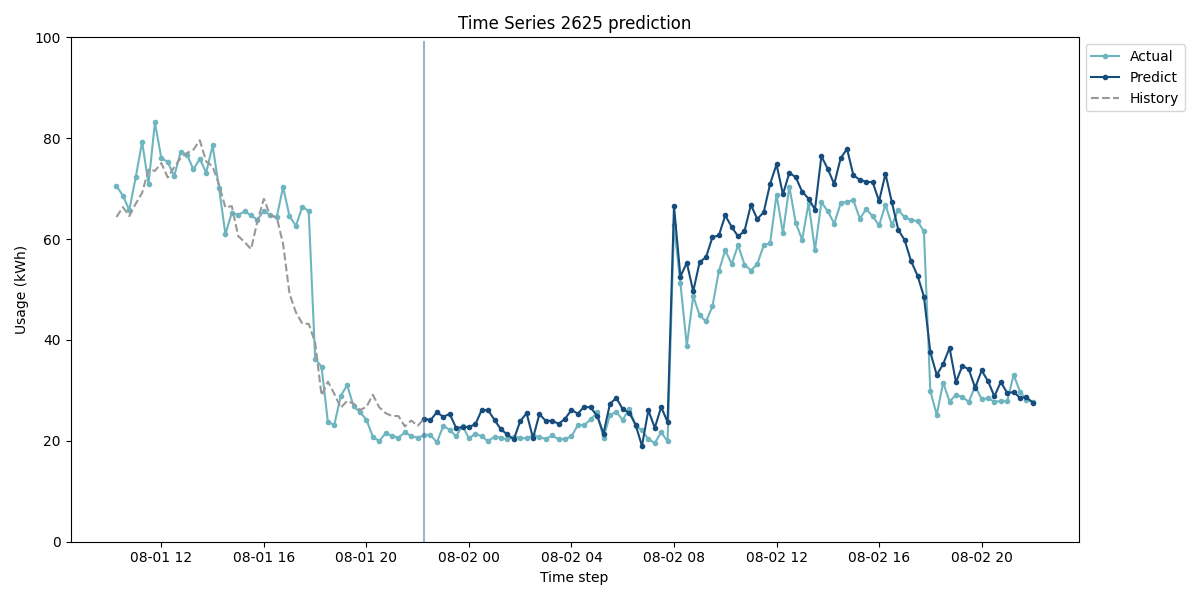 Time Series 2625 prediction
100
80
60
40
20
0
Usage (kWh)
08-01 12
08-01 16
08-01 20
08-02 00
08-02 04
08-02 08
08-02 12
08-02 16
08-02 20
Time step
Actual
Predict
History